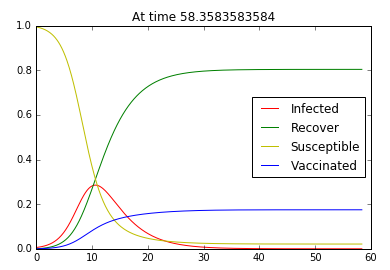 At time 58.3583583584
1.0
0.8
0.6
0.4
0.2
0.0
Infected
Recover
Susceptible
Vaccinated
0 10 20 30 40 50 60